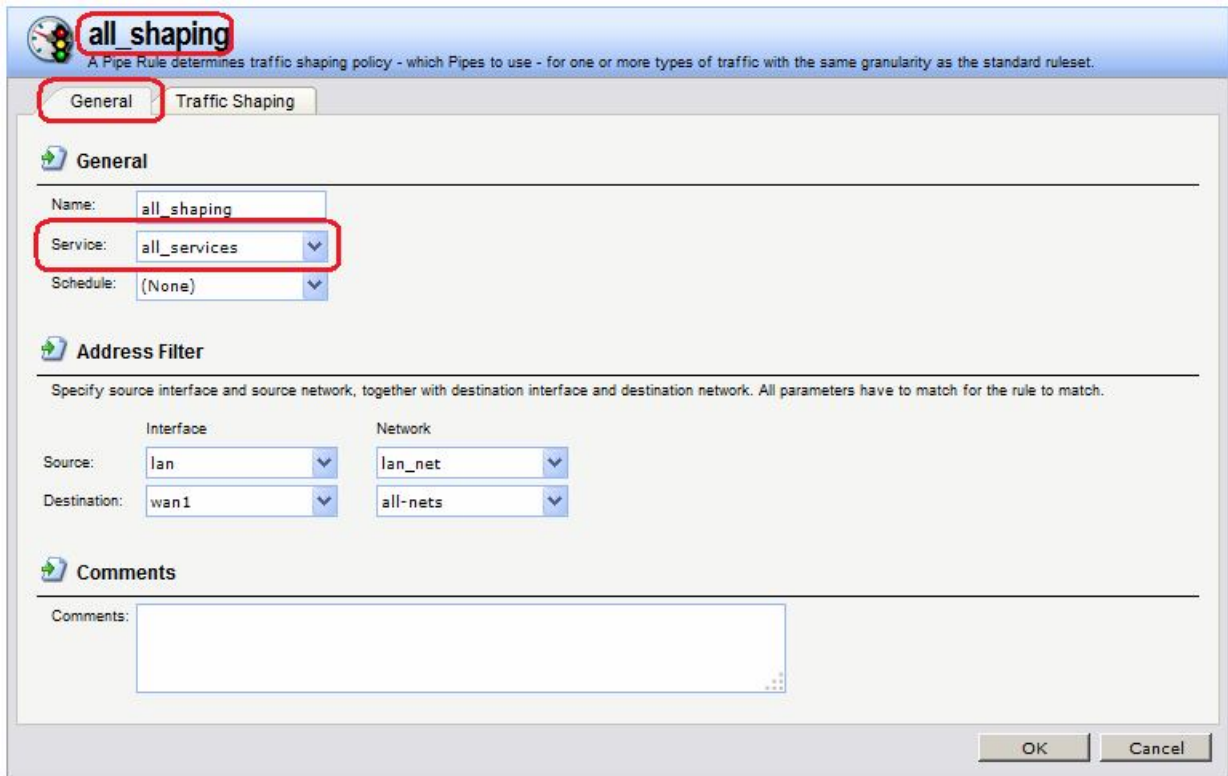 all_shaping
A Pipe Rule determines traffic shaping policy - which Pipes to use - for one or more types of traffic with the same granularity as the standard ruleset.
General Traffic Shaping
General
Name: all_shaping
Service: all_services
Schedule: (None)
Address Filter
Specify source interface and source network, together with destination interface and destination network. All parameters have to match for the rule to match.
Interface Network
Source: lan lan_net
Destination: wan1 all-nets
Comments
Comments:
OK Cancel